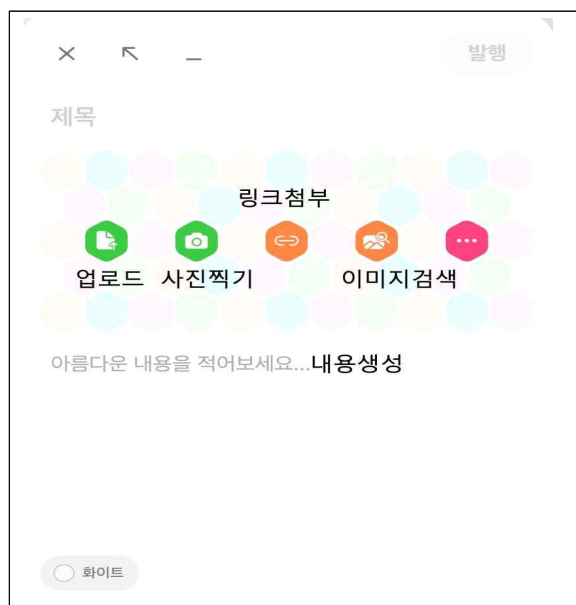 발행
제목
링크첨부
업로드 사진찍기 이미지검색
아름다운 내용을 적어보세요...내용생성
화이트